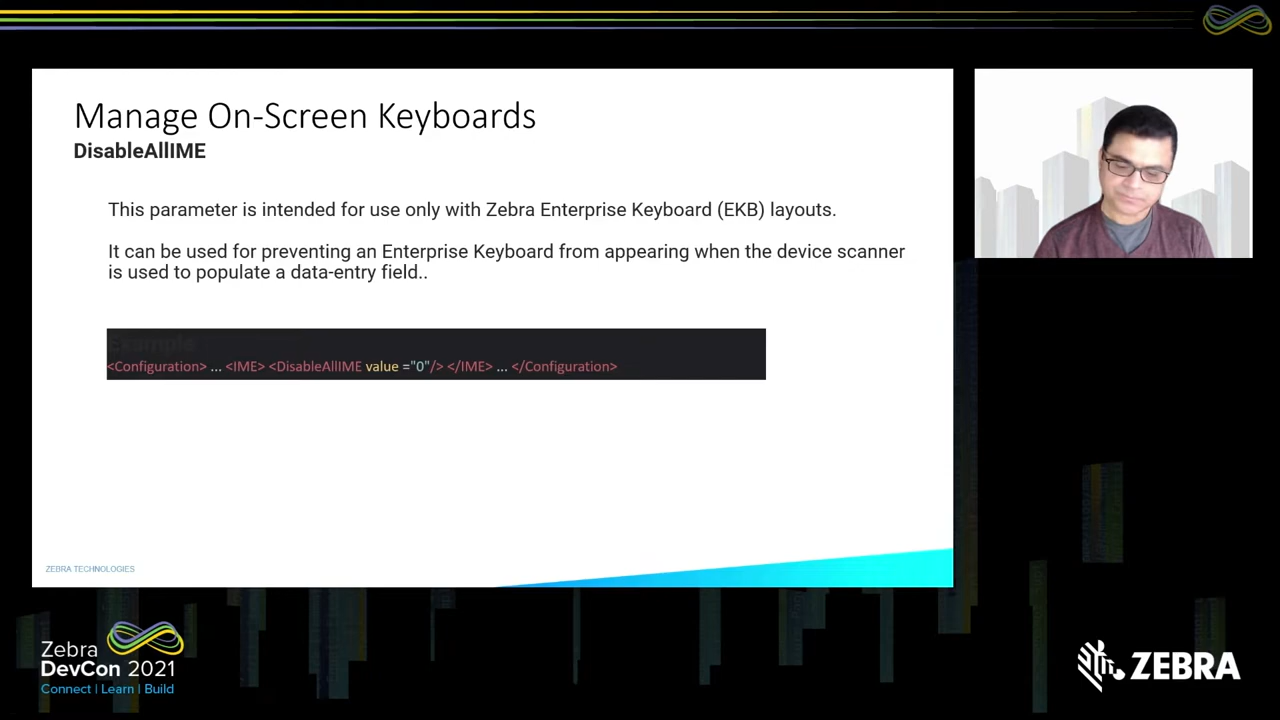 Manage On-Screen Keyboards
DisableAllIME
This parameter is intended for use only with Zebra Enterprise Keyboard (EKB) layouts.
It can be used for preventing an Enterprise Keyboard from appearing when the device scanner
is used to populate a data-entry field..
Example
<Configuration> ... <IME> <DisableAllIME value ="0"/> </IME> ... </Configuration>
ZEBRA TECHNOLOGIES
Zebra
DevCon 2021
Connect | Learn | Build
ZEBRA